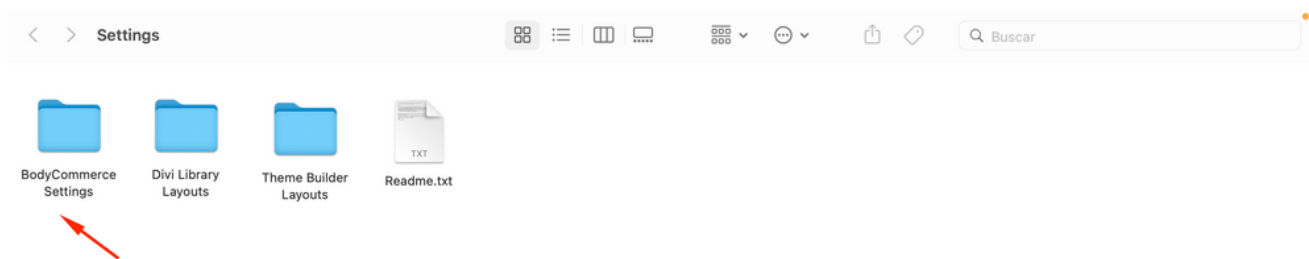 Settings
Buscar
BodyCommerce
Settings
Divi Library
Layouts
Theme Builder
Layouts
TXT
Readme.txt